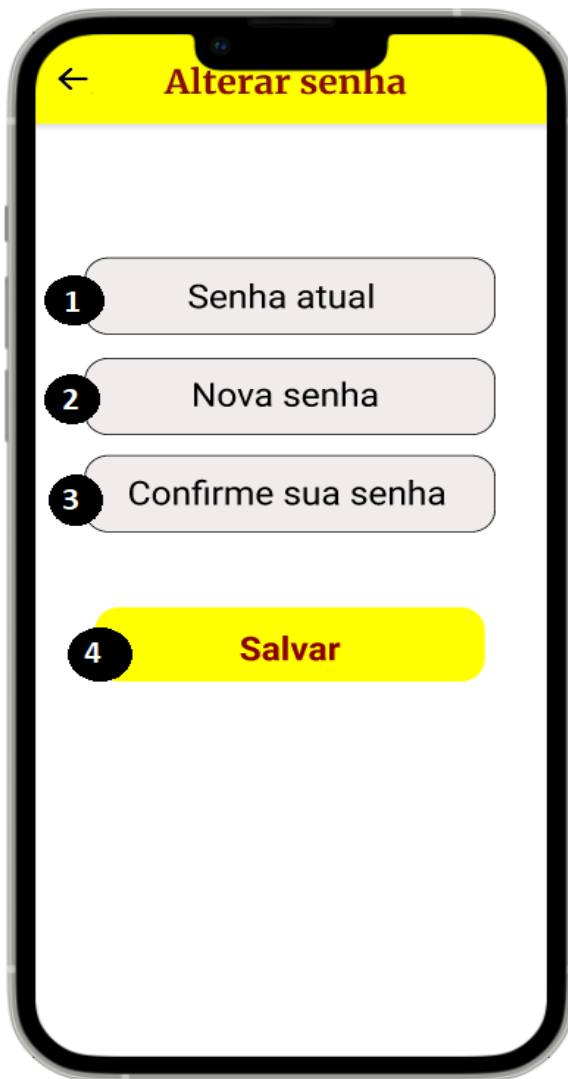 Alterar senha
1 Senha atual
2 Nova senha
3 Confirme sua senha
4 Salvar